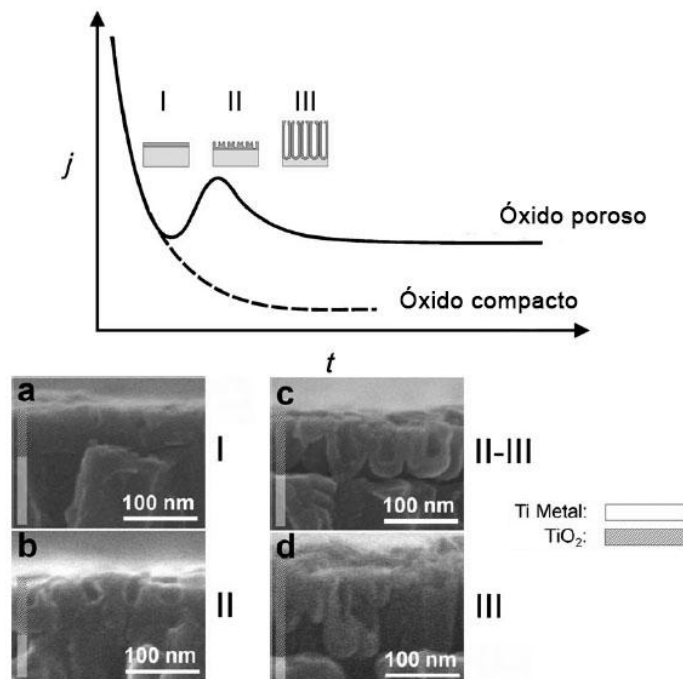 I II III
j
Óxido poroso
Óxido compacto
t
a
I
100 nm
c
II-III
100 nm
Ti Metal:
TiO₂:
b
II
100 nm
d
III
100 nm